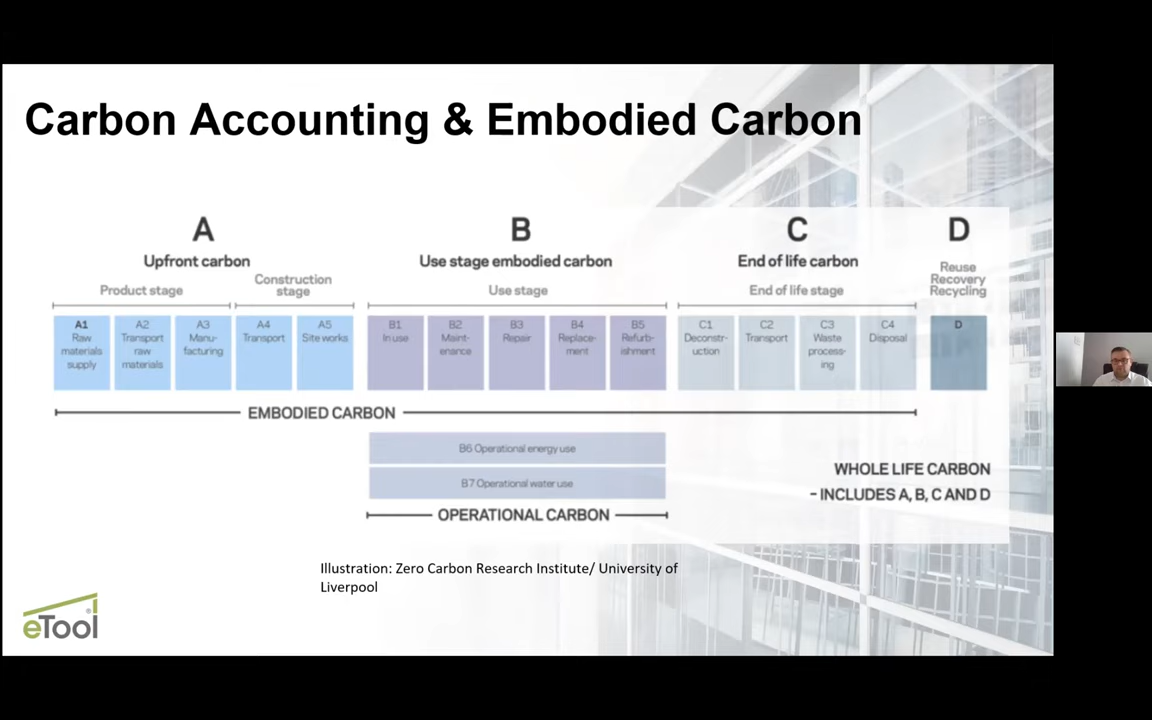 Carbon Accounting & Embodied Carbon
A
Upfront carbon
Product stage
Construction
stage
B
Use stage embodied carbon
Use stage
C
End of life carbon
End of life stage
D
Reuse
Recovery
Recycling
A1
Raw
materials
supply
A2
Transport
raw
materials
A3
Manu-
facturing
A4
Transport
A5
Site works
B1
In use
B2
Maint-
enance
B3
Repair
B4
Replace-
ment
B5
Refurb-
ishment
C1
Deconstr-
uction
C2
Transport
C3
Waste
process-
ing
C4
Disposal
D
EMBODIED CARBON
B6 Operational energy use
B7 Operational water use
OPERATIONAL CARBON
WHOLE LIFE CARBON
- INCLUDES A, B, C AND D
Illustration: Zero Carbon Research Institute/ University of
Liverpool
eTool®